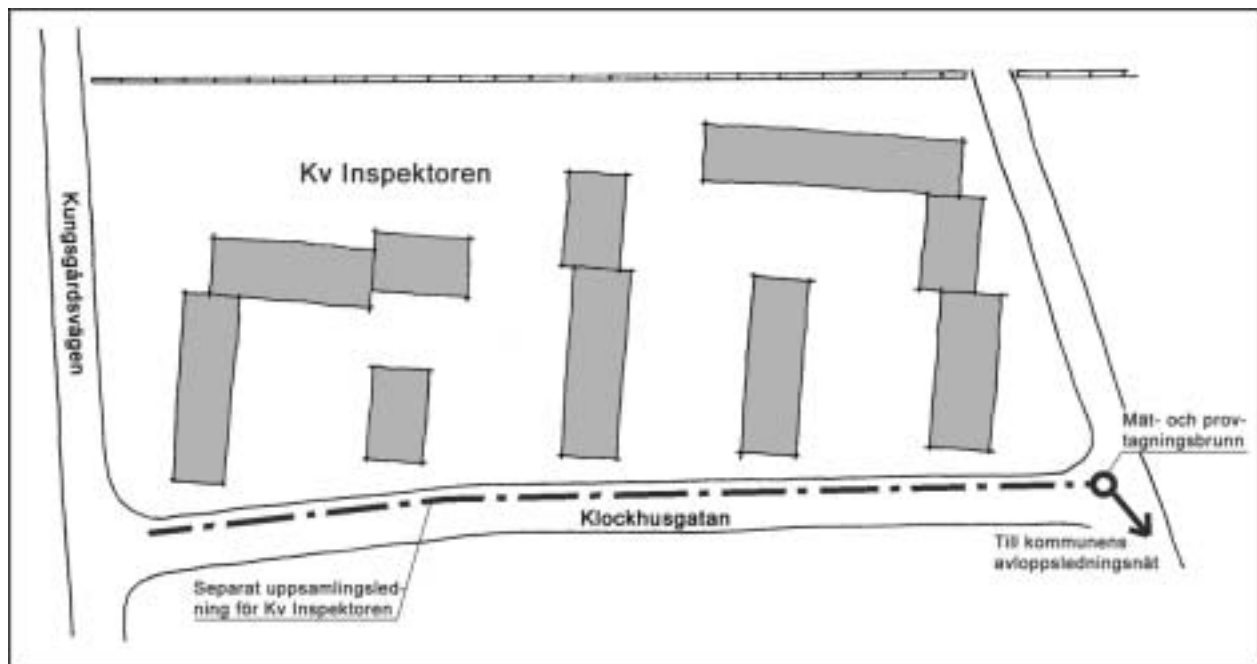 Kv Inspektoren
Kungsgårdsvägen
Mät- och prov-
tagningsbrunn
Klockhusgatan
Till kommunens
avloppsledningsnät
Separat uppsamlingsled-
ning för Kv Inspektoren